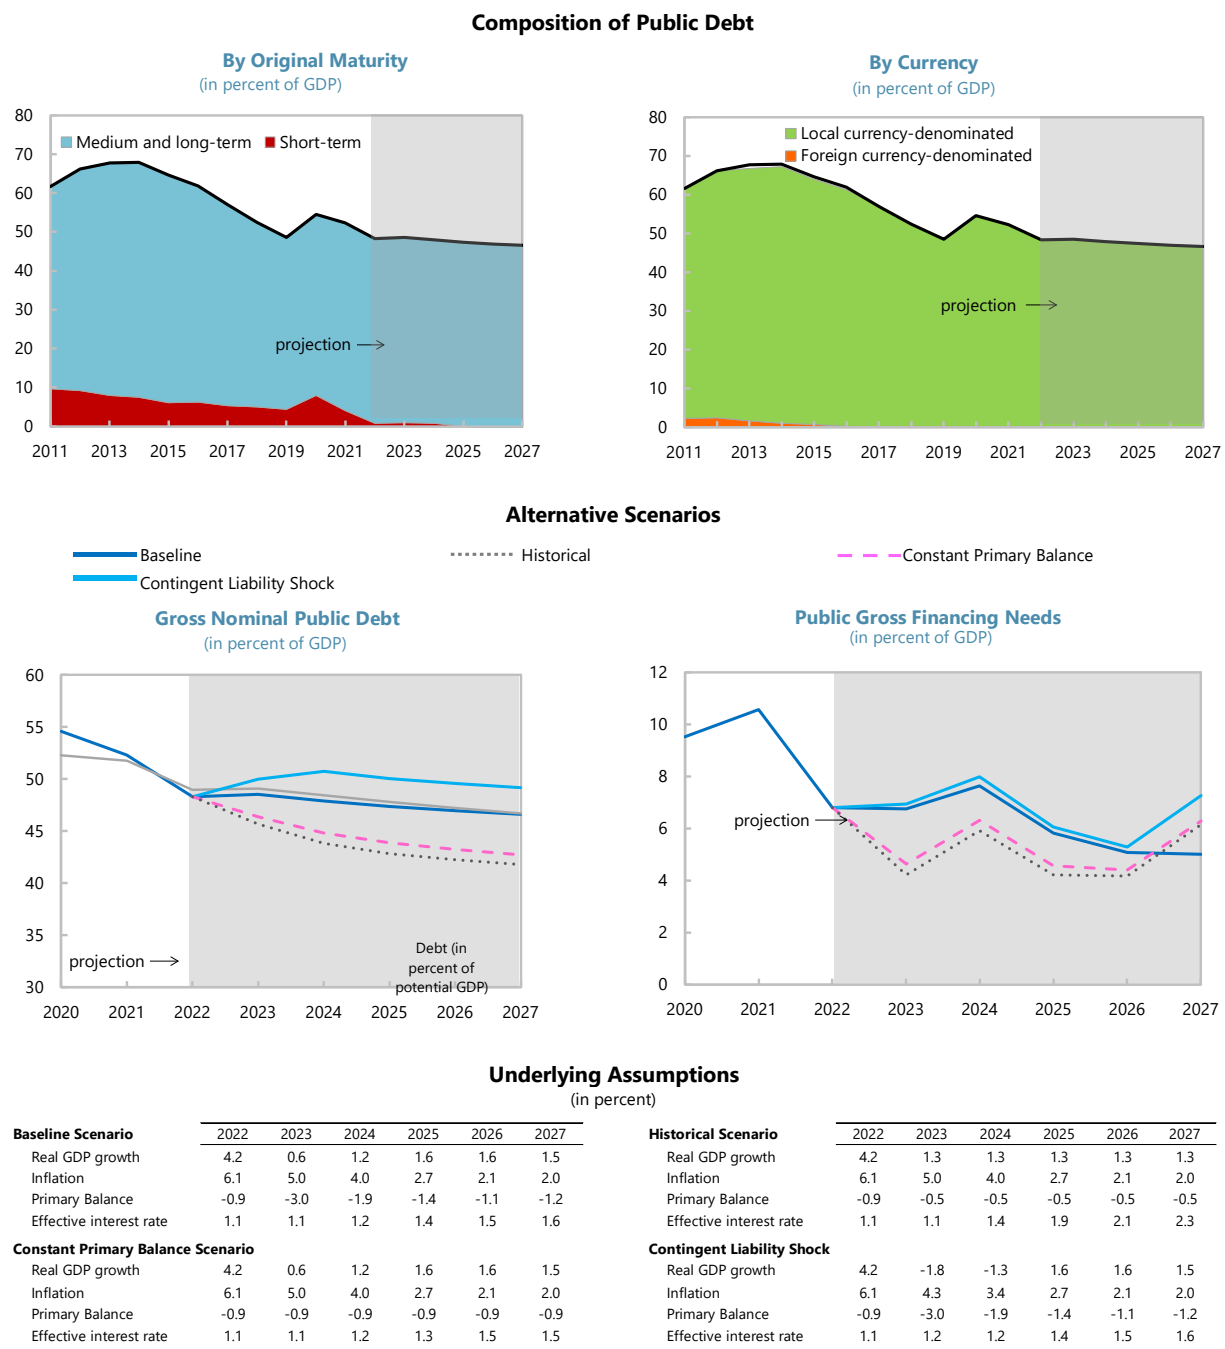 Composition of Public Debt
By Original Maturity
(in percent of GDP)
80
70
60
50
40
30
20
10
0
Medium and long-term
Short-term
projection
2011 2013 2015 2017 2019 2021 2023 2025 2027
By Currency
(in percent of GDP)
80
70
60
50
40
30
20
10
0
Local currency-denominated
Foreign currency-denominated
projection
2011 2013 2015 2017 2019 2021 2023 2025 2027
Alternative Scenarios
Baseline
Historical
Constant Primary Balance
Contingent Liability Shock
Gross Nominal Public Debt
(in percent of GDP)
60
55
50
45
40
35
30
projection
Debt (in
percent of
potential GDP)
2020 2021 2022 2023 2024 2025 2026 2027
Public Gross Financing Needs
(in percent of GDP)
12
10
8
6
4
2
0
projection
2020 2021 2022 2023 2024 2025 2026 2027
Underlying Assumptions
(in percent)
Baseline Scenario 2022 2023 2024 2025 2026 2027
Real GDP growth 4.2 0.6 1.2 1.6 1.6 1.5
Inflation 6.1 5.0 4.0 2.7 2.1 2.0
Primary Balance -0.9 -3.0 -1.9 -1.4 -1.1 -1.2
Effective interest rate 1.1 1.1 1.2 1.4 1.5 1.6
Constant Primary Balance Scenario
Real GDP growth 4.2 0.6 1.2 1.6 1.6 1.5
Inflation 6.1 5.0 4.0 2.7 2.1 2.0
Primary Balance -0.9 -0.9 -0.9 -0.9 -0.9 -0.9
Effective interest rate 1.1 1.1 1.2 1.3 1.5 1.5
Historical Scenario 2022 2023 2024 2025 2026 2027
Real GDP growth 4.2 1.3 1.3 1.3 1.3 1.3
Inflation 6.1 5.0 4.0 2.7 2.1 2.0
Primary Balance -0.9 -0.5 -0.5 -0.5 -0.5 -0.5
Effective interest rate 1.1 1.1 1.4 1.9 2.1 2.3
Contingent Liability Shock
Real GDP growth 4.2 -1.8 -1.3 1.6 1.6 1.5
Inflation 6.1 4.3 3.4 2.7 2.1 2.0
Primary Balance -0.9 -3.0 -1.9 -1.4 -1.1 -1.2
Effective interest rate 1.1 1.2 1.2 1.4 1.5 1.6